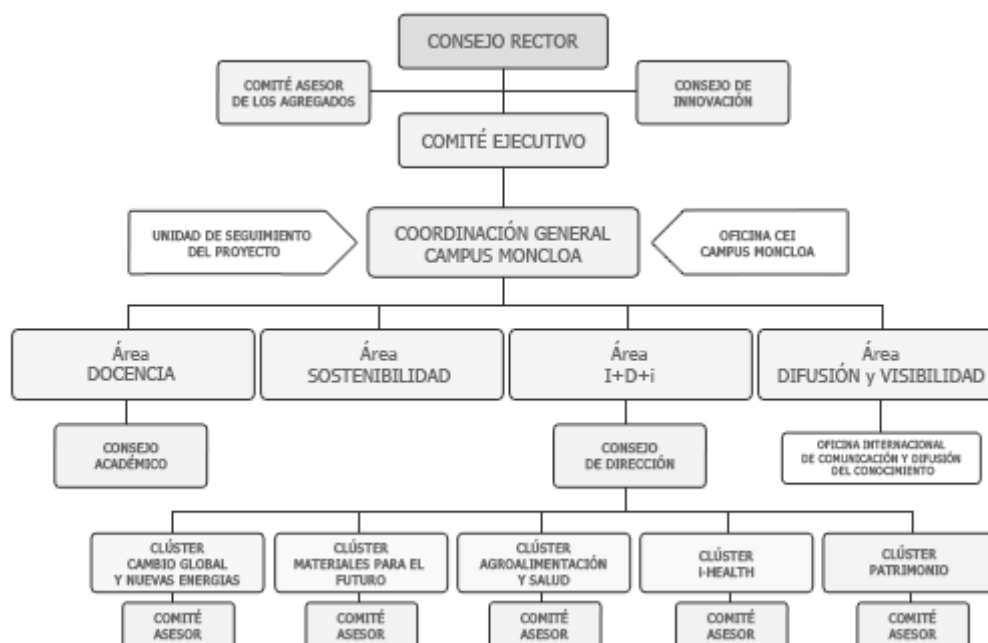 CONSEJO RECTOR
COMITÉ ASESOR
DE LOS AGREGADOS
CONSEJO DE
INNOVACIÓN
COMITÉ EJECUTIVO
UNIDAD DE SEGUIMIENTO
DEL PROYECTO
COORDINACIÓN GENERAL
CAMPUS MONCLOA
OFICINA CEI
CAMPUS MONCLOA
Área
DOCENCIA
Área
SOSTENIBILIDAD
Área
I+D+i
Área
DIFUSIÓN y VISIBILIDAD
CONSEJO
ACADÉMICO
CONSEJO
DE DIRECCIÓN
OFICINA INTERNACIONAL
DE COMUNICACIÓN Y DIFUSIÓN
DEL CONOCIMIENTO
CLÚSTER
CAMBIO GLOBAL
Y NUEVAS ENERGIAS
CLÚSTER
MATERIALES PARA EL
FUTURO
CLÚSTER
AGROALIMENTACIÓN
Y SALUD
CLÚSTER
i-HEALTH
CLÚSTER
PATRIMONIO
COMITÉ
ASESOR
COMITÉ
ASESOR
COMITÉ
ASESOR
COMITÉ
ASESOR
COMITÉ
ASESOR